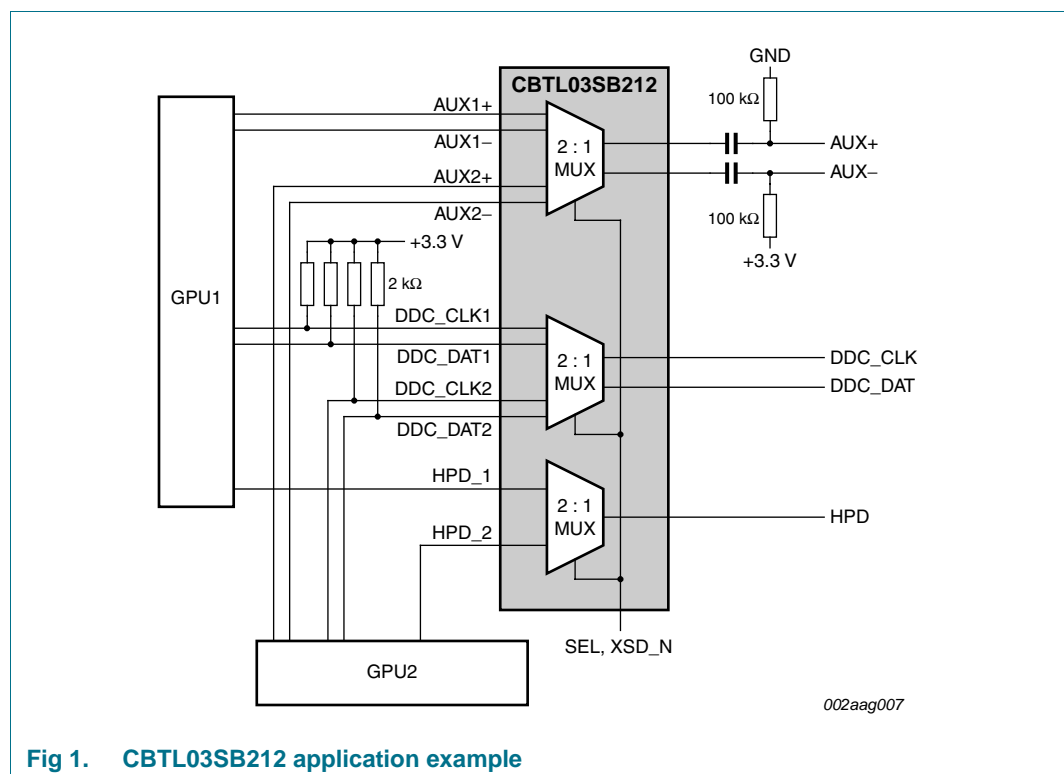 GND
CBTL03SB212
100 kΩ
AUX1+
AUX1−
2 : 1
MUX
AUX+
AUX2+
AUX−
AUX2−
100 kΩ
+3.3 V
+3.3 V
GPU1
2 kΩ
DDC_CLK1
DDC_DAT1
2 : 1
MUX
DDC_CLK
DDC_CLK2
DDC_DAT
DDC_DAT2
HPD_1
2 : 1
MUX
HPD
HPD_2
SEL, XSD_N
GPU2
002aag007
Fig 1. CBTL03SB212 application example